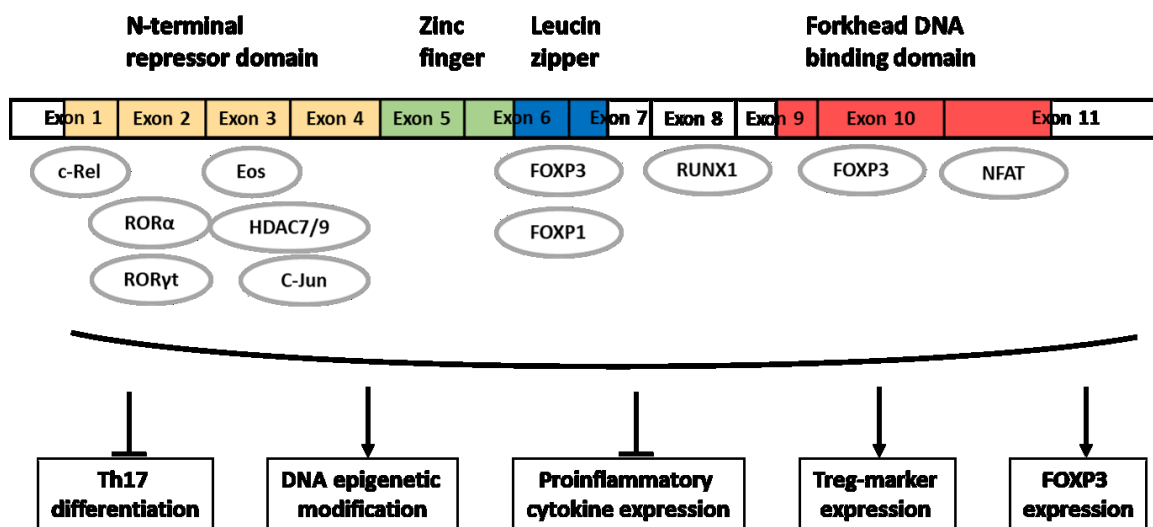 N-terminal
repressor domain
Zinc
finger
Leucin
zipper
Forkhead DNA
binding domain
Exon 1 Exon 2 Exon 3 Exon 4 Exon 5 Exon 6 Exon 7 Exon 8 Exon 9 Exon 10 Exon 11
c-Rel Eos FOXP3 RUNX1 FOXP3 NFAT
RORα HDAC7/9 FOXP1
RORγt C-Jun
Th17
differentiation
DNA epigenetic
modification
Proinflammatory
cytokine expression
Treg-marker
expression
FOXP3
expression